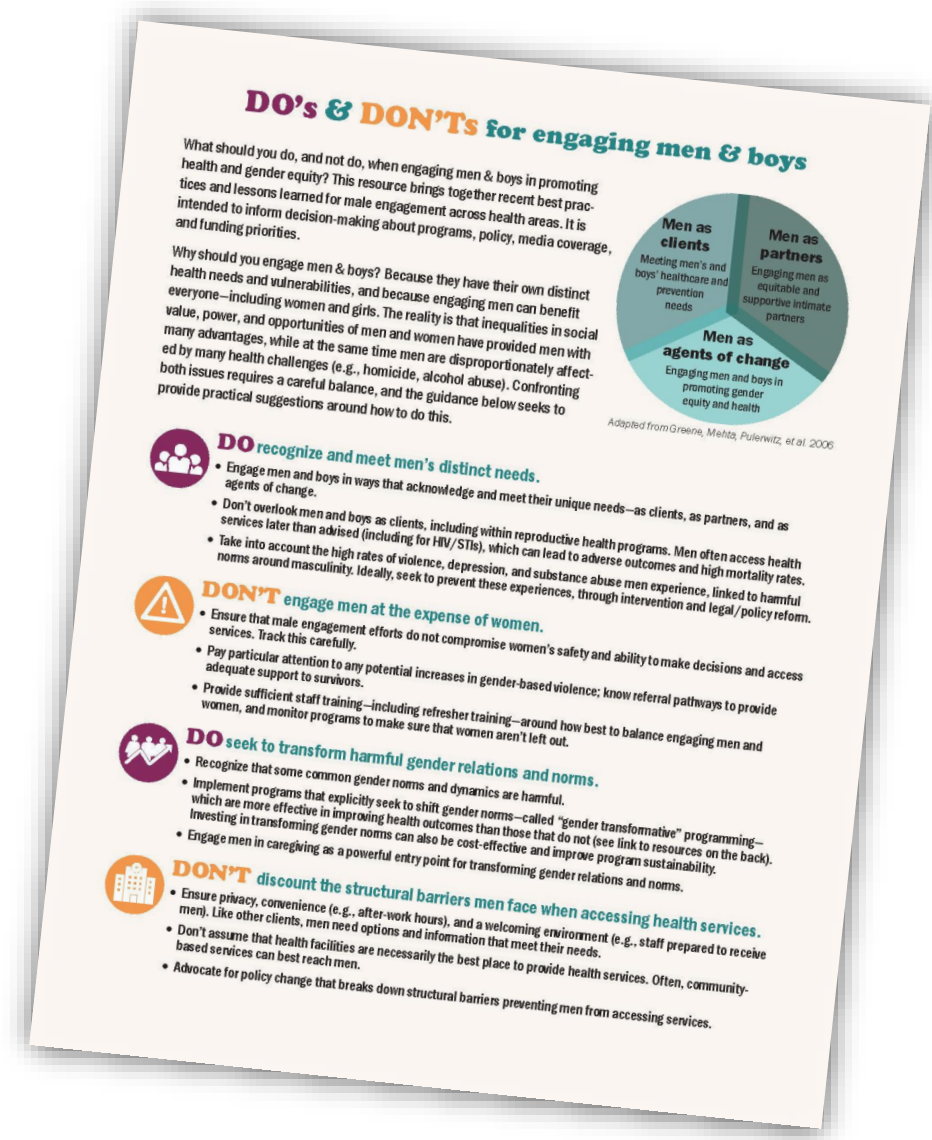 DO's & DON'Ts for engaging men & boys
What should you do, and not do, when engaging men & boys in promoting
health and gender equity? This resource brings together recent best prac-
tices and lessons learned for male engagement across health areas. It is
intended to inform decision-making about programs, policy, media coverage,
and funding priorities.
Why should you engage men & boys? Because they have their own distinct
health needs and vulnerabilities, and because engaging men can benefit
everyone—including women and girls. The reality is that inequalities in social
value, power, and opportunities of men and women have provided men with
many advantages, while at the same time men are disproportionately affect-
ed by many health challenges (e.g., homicide, alcohol abuse). Confronting
both issues requires a careful balance, and the guidance below seeks to
provide practical suggestions around how to do this.
Men as
clients
Meeting men's and
boys' healthcare and
prevention
needs
Men as
partners
Engaging men as
equitable and
supportive intimate
partners
Men as
agents of change
Engaging men and boys in
promoting gender
equity and health
Adapted from Greene, Mehta, Pulerwitz, et al. 2006
DO recognize and meet men's distinct needs.
• Engage men and boys in ways that acknowledge and meet their unique needs—as clients, as partners, and as
agents of change.
• Don't overlook men and boys as clients, including within reproductive health programs. Men often access health
services later than advised (including for HIV/STIs), which can lead to adverse outcomes and high mortality rates.
• Take into account the high rates of violence, depression, and substance abuse men experience, linked to harmful
norms around masculinity. Ideally, seek to prevent these experiences, through intervention and legal/policy reform.
DON'T engage men at the expense of women.
• Ensure that male engagement efforts do not compromise women's safety and ability to make decisions and access
services. Track this carefully.
• Pay particular attention to any potential increases in gender-based violence; know referral pathways to provide
adequate support to survivors.
• Provide sufficient staff training—including refresher training—around how best to balance engaging men and
women, and monitor programs to make sure that women aren't left out.
DO seek to transform harmful gender relations and norms.
• Recognize that some common gender norms and dynamics are harmful.
• Implement programs that explicitly seek to shift gender norms—called “gender transformative” programming—
which are more effective in improving health outcomes than those that do not (see link to resources on the back).
Investing in transforming gender norms can also be cost-effective and improve program sustainability.
• Engage men in caregiving as a powerful entry point for transforming gender relations and norms.
DON'T discount the structural barriers men face when accessing health services.
• Ensure privacy, convenience (e.g., after-work hours), and a welcoming environment (e.g., staff prepared to receive
men). Like other clients, men need options and information that meet their needs.
• Don't assume that health facilities are necessarily the best place to provide health services. Often, community-
based services can best reach men.
• Advocate for policy change that breaks down structural barriers preventing men from accessing services.